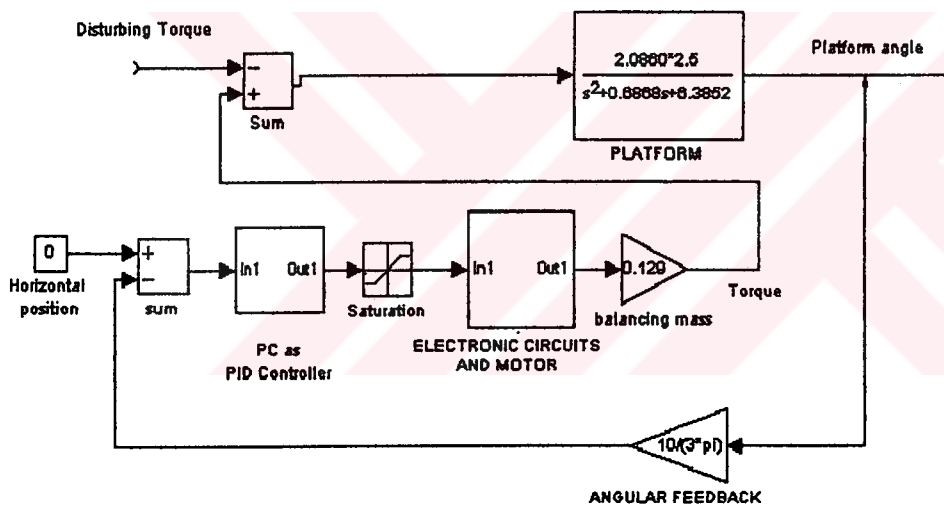 Disturbing Torque
−
+
Sum
2.0860*2.5
s2+0.6868s+6.3852
PLATFORM
Platform angle
0
Horizontal
position
+
−
sum
In1
Out1
PC as
PID Controller
Saturation
In1
Out1
ELECTRONIC CIRCUITS
AND MOTOR
0.129
balancing mass
Torque
10/(3*pi)
ANGULAR FEEDBACK